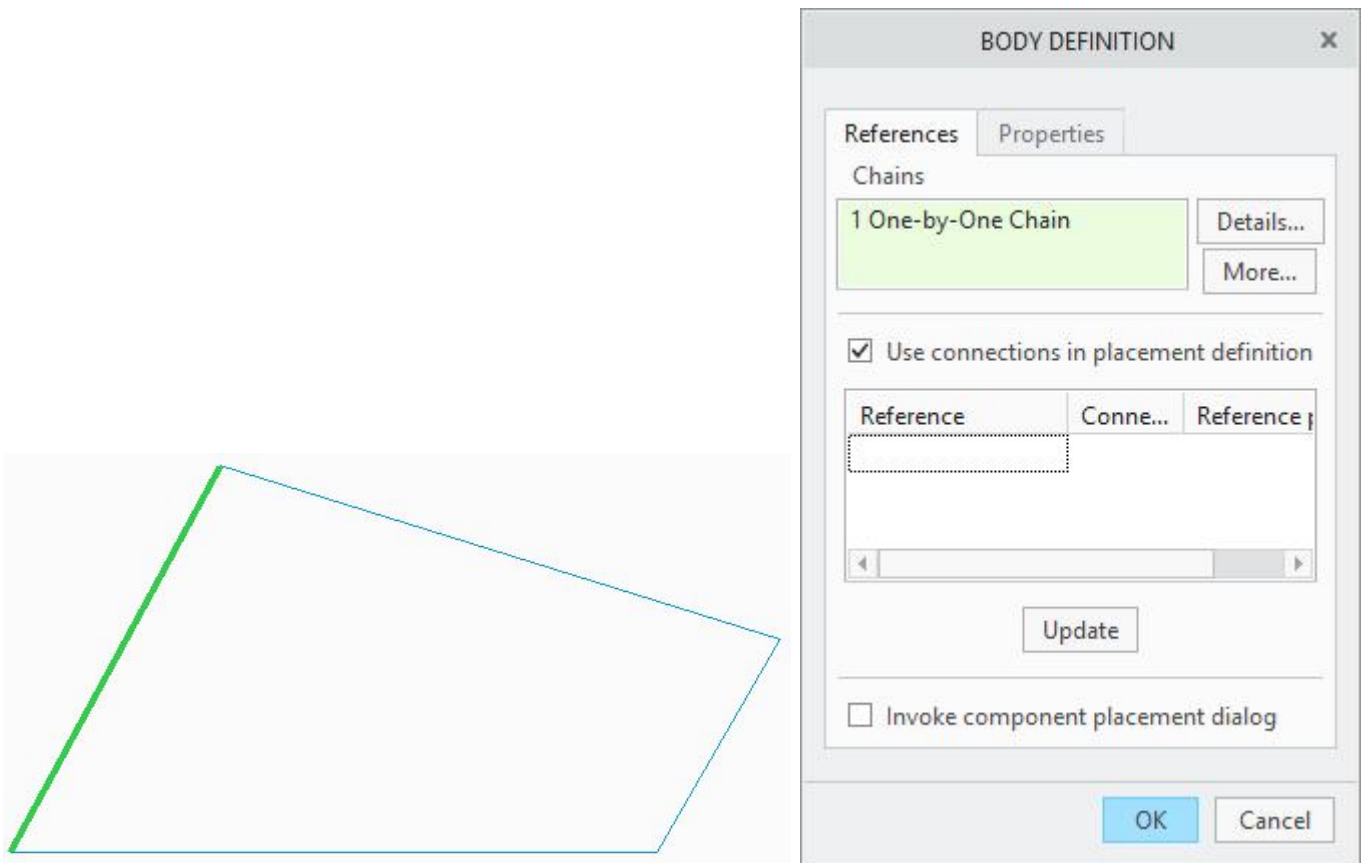 BODY DEFINITION
References Properties
Chains
1 One-by-One Chain
Details...
More...
Use connections in placement definition
Reference Conne... Reference
Update
Invoke component placement dialog
OK Cancel